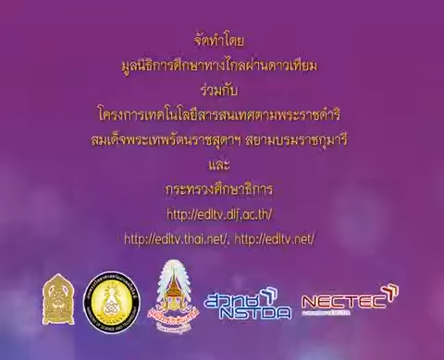 จัดทำโดย
มูลนิธิการศึกษาทางไกลผ่านดาวเทียม
ร่วมกับ
โครงการเทคโนโลยีสารสนเทศตามพระราชดำริ
สมเด็จพระเทพรัตนราชสุดาฯ สยามบรมราชกุมารี
และ
กระทรวงศึกษาธิการ
http://edltv.dlf.ac.th/
http://edltv.thai.net/, http://edltv.net/
สวทช
NSTDA
NECTEC